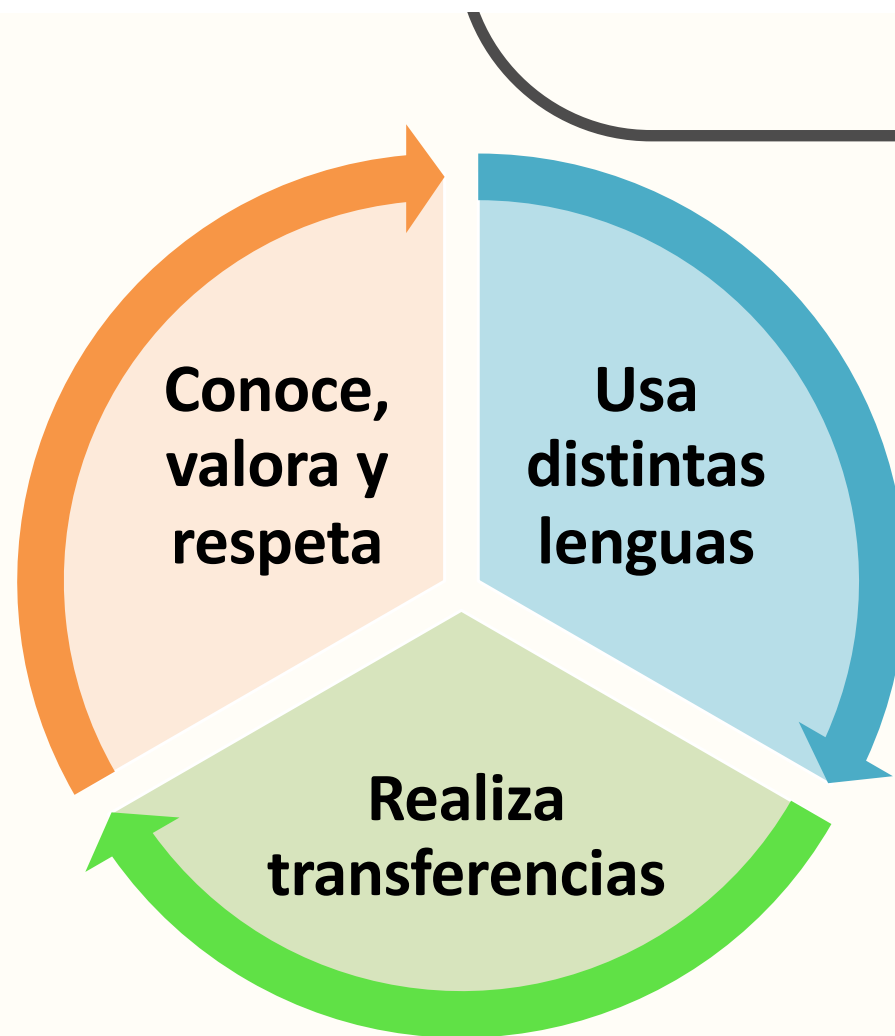 Conoce,
valora y
respeta
Usa
distintas
lenguas
Realiza
transferencias